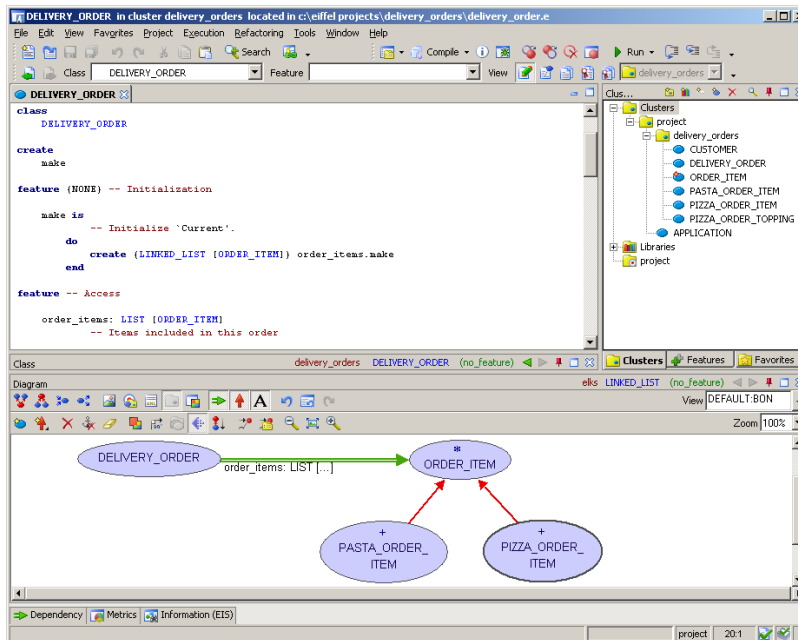 DELIVERY_ORDER in cluster delivery_orders located in c:\eiffel projects\delivery_orders\delivery_order.e
File Edit View Favorites Project Execution Refactoring Tools Window Help
Search Compile Run
Class DELIVERY_ORDER Feature View delivery_orders
DELIVERY_ORDER
class
DELIVERY_ORDER
create
make
feature {NONE} -- Initialization
make is
-- Initialize `Current'.
do
create {LINKED_LIST [ORDER_ITEM]} order_items.make
end
feature -- Access
order_items: LIST [ORDER_ITEM]
-- Items included in this order
Clus...
Clusters
project
delivery_orders
CUSTOMER
DELIVERY_ORDER
ORDER_ITEM
PASTA_ORDER_ITEM
PIZZA_ORDER_ITEM
PIZZA_ORDER_TOPPING
APPLICATION
Libraries
project
Class delivery_orders DELIVERY_ORDER (no_feature)
Clusters Features Favorites
Diagram elks LINKED_LIST (no_feature)
View DEFAULT:BON
Zoom 100%
DELIVERY_ORDER
order_items: LIST [...]
*
ORDER_ITEM
+
PASTA_ORDER_
ITEM
+
PIZZA_ORDER_
ITEM
Dependency Metrics Information (EIS)
project 20:1